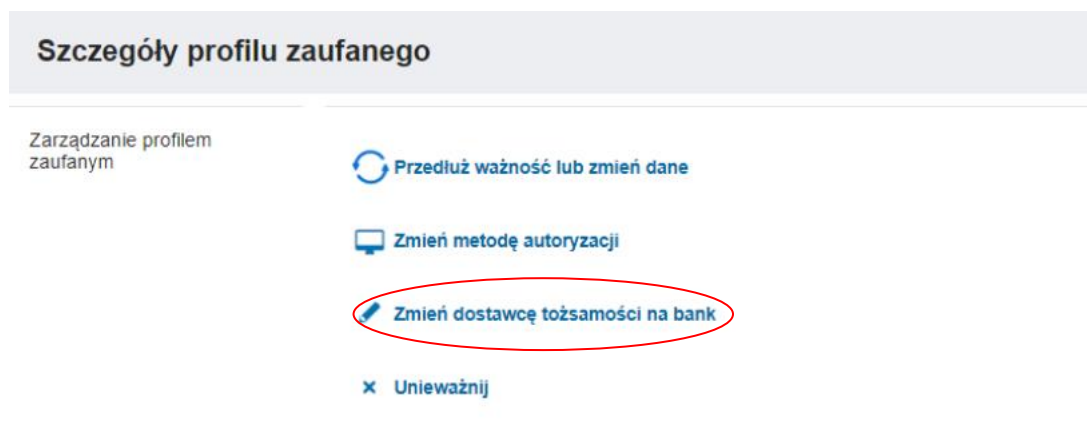 Szczegóły profilu zaufanego
Zarządzanie profilem
zaufanym
Przedłuż ważność lub zmień dane
Zmień metodę autoryzacji
Zmień dostawcę tożsamości na bank
Unieważnij